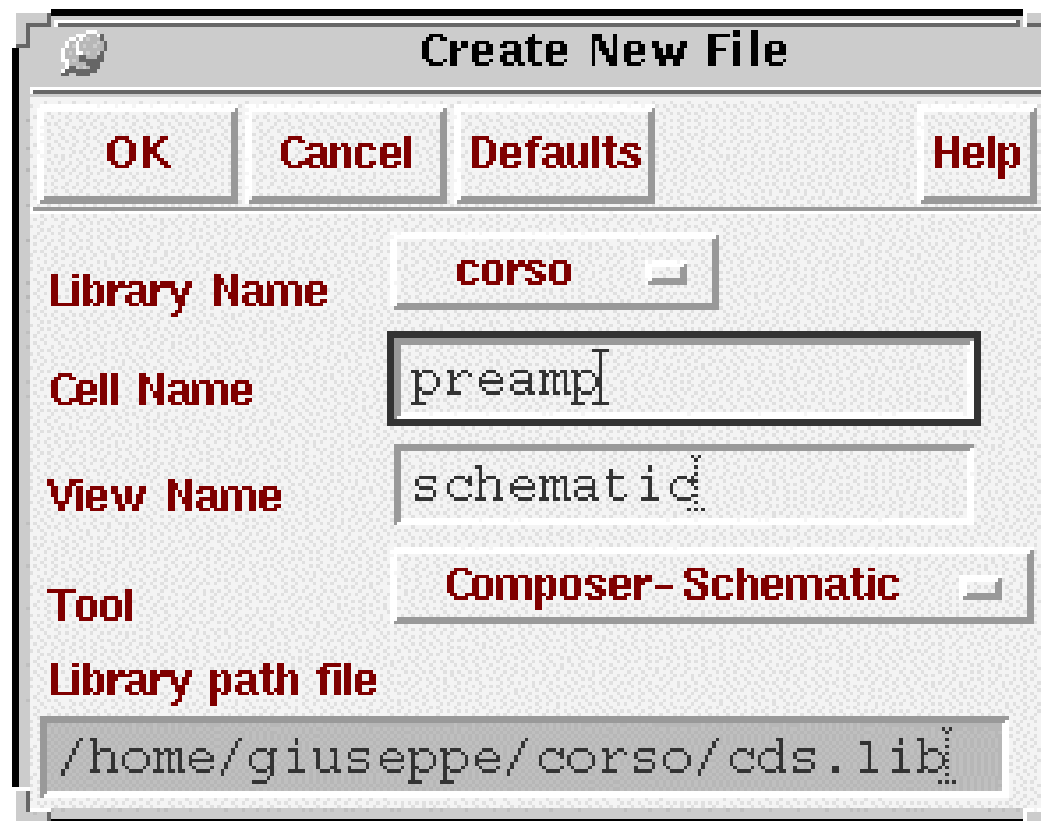 Create New File
OK Cancel Defaults Help
Library Name corso
Cell Name preamp
View Name schematic
Tool Composer-Schematic
Library path file
/home/giuseppe/corso/cds.lib